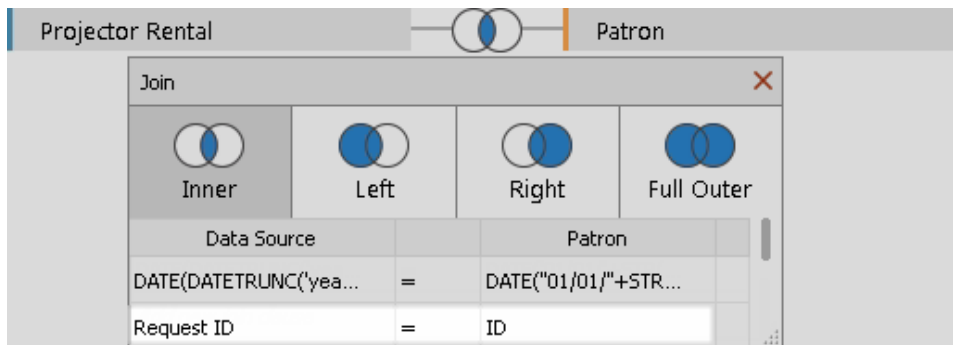 Projector Rental Patron
Join
Inner Left Right Full Outer
Data Source Patron
DATE(DATETRUNC('yea... = DATE("01/01/"+STR...
Request ID = ID